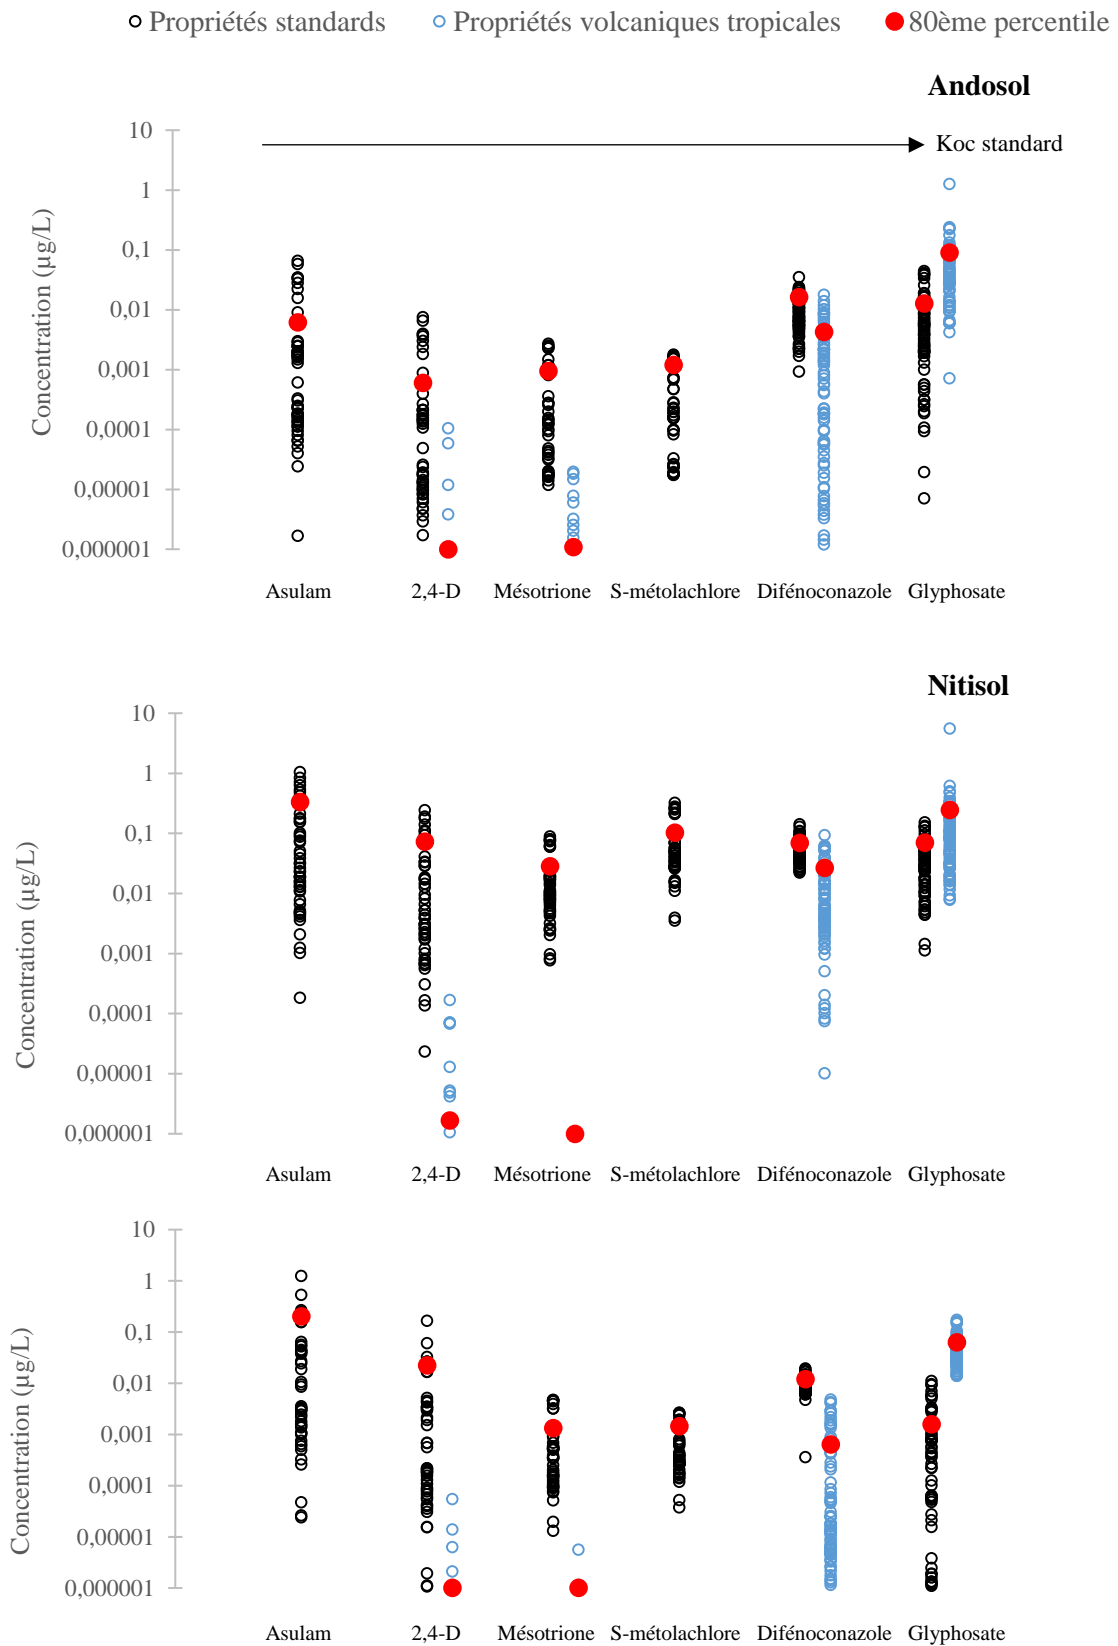 Propriétés standards Propriétés volcaniques tropicales 80ème percentile
Andosol
Koc standard
Concentration (µg/L)
10
1
0,1
0,01
0,001
0,0001
0,00001
0,000001
Asulam 2,4-D Mésotrione S-métolachlore Difénoconazole Glyphosate
Nitisol
Concentration (µg/L)
10
1
0,1
0,01
0,001
0,0001
0,00001
0,000001
Asulam 2,4-D Mésotrione S-métolachlore Difénoconazole Glyphosate
Concentration (µg/L)
10
1
0,1
0,01
0,001
0,0001
0,00001
0,000001
Asulam 2,4-D Mésotrione S-métolachlore Difénoconazole Glyphosate